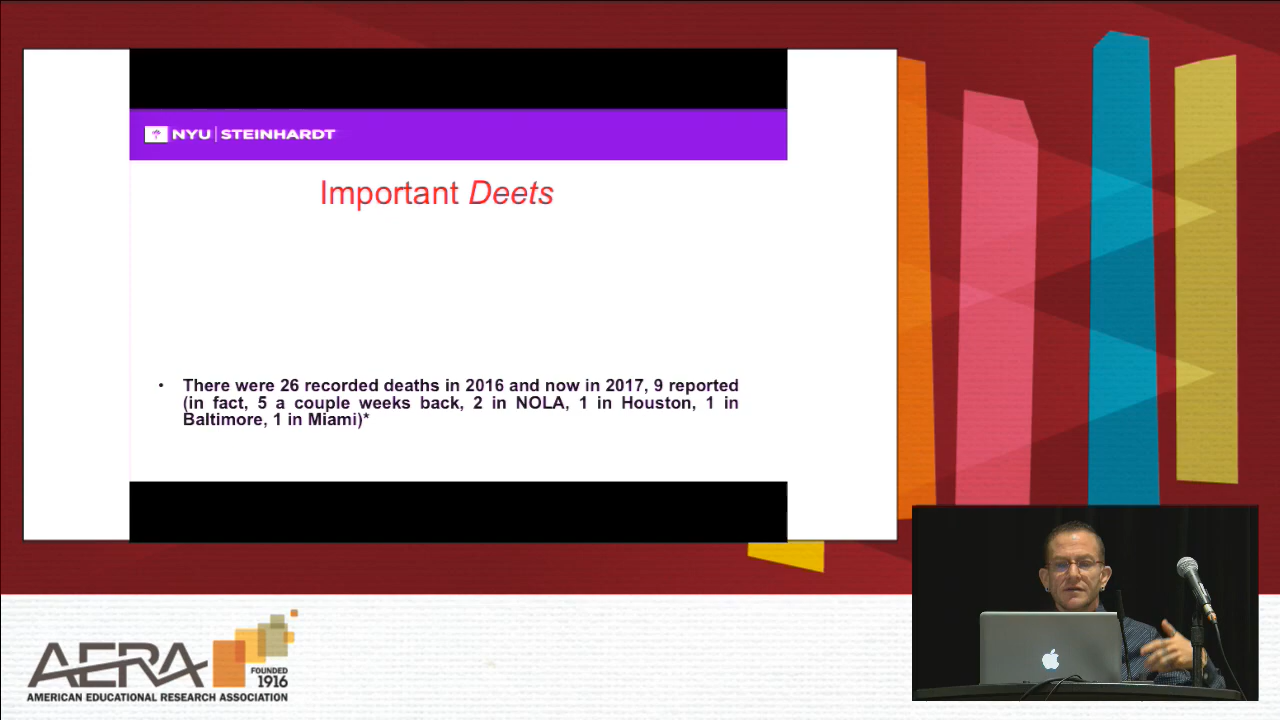 NYU | STEINHARDT
Important Deets
• There were 26 recorded deaths in 2016 and now in 2017, 9 reported
(in fact, 5 a couple weeks back, 2 in NOLA, 1 in Houston, 1 in
Baltimore, 1 in Miami)*
AERA
FOUNDED
1916
AMERICAN EDUCATIONAL RESEARCH ASSOCIATION